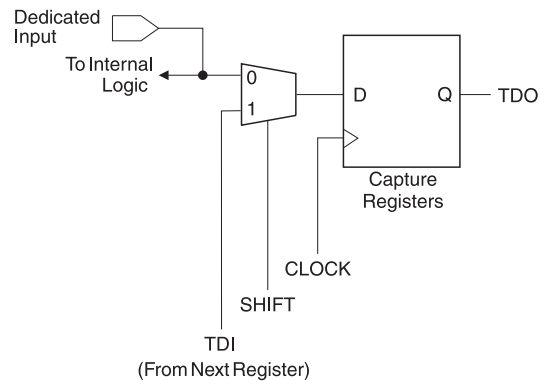 Dedicated
Input
To Internal
Logic
0
1
D
Q
TDO
Capture
Registers
CLOCK
SHIFT
TDI
(From Next Register)